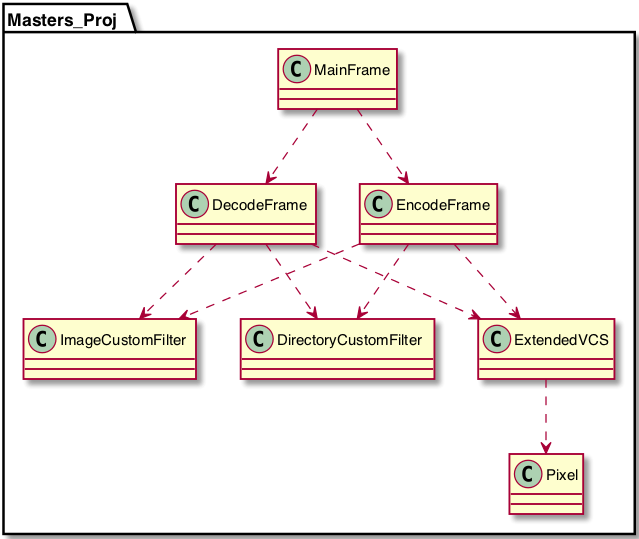 Masters_Proj
C MainFrame
C DecodeFrame
C EncodeFrame
C ImageCustomFilter
C DirectoryCustomFilter
C ExtendedVCS
C Pixel